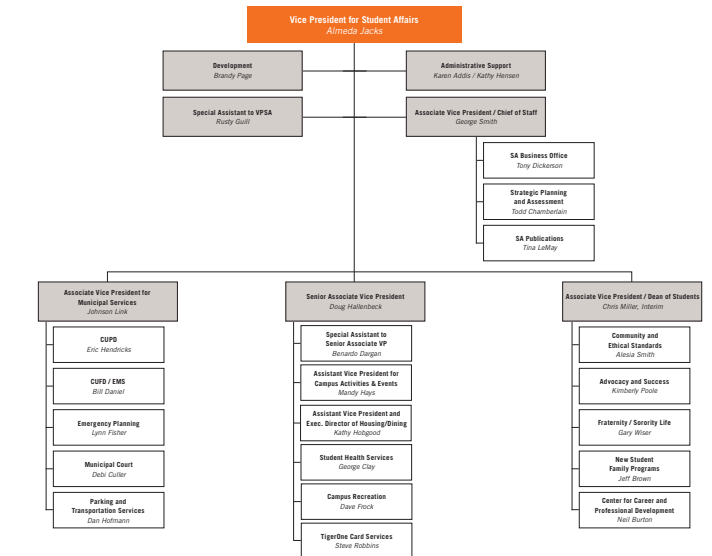 Vice President for Student Affairs
Almeda Jacks
Development
Brandy Page
Administrative Support
Karen Addis / Kathy Hensen
Special Assistant to VPSA
Rusty Guill
Associate Vice President / Chief of Staff
George Smith
SA Business Office
Tony Dickerson
Strategic Planning
and Assessment
Todd Chamberlain
SA Publications
Tina LeMay
Associate Vice President for
Municipal Services
Johnson Link
CUPD
Eric Hendricks
CUFD / EMS
Bill Daniel
Emergency Planning
Lynn Fisher
Municipal Court
Debi Culler
Parking and
Transportation Services
Dan Hofmann
Senior Associate Vice President
Doug Hallenbeck
Special Assistant to
Senior Associate VP
Benardo Dargan
Assistant Vice President for
Campus Activities & Events
Mandy Hays
Assistant Vice President and
Exec. Director of Housing/Dining
Kathy Hobgood
Student Health Services
George Clay
Campus Recreation
Dave Frock
TigerOne Card Services
Steve Robbins
Associate Vice President / Dean of Students
Chris Miller, Interim
Community and
Ethical Standards
Alesia Smith
Advocacy and Success
Kimberly Poole
Fraternity / Sorority Life
Gary Wiser
New Student
Family Programs
Jeff Brown
Center for Career and
Professional Development
Neil Burton